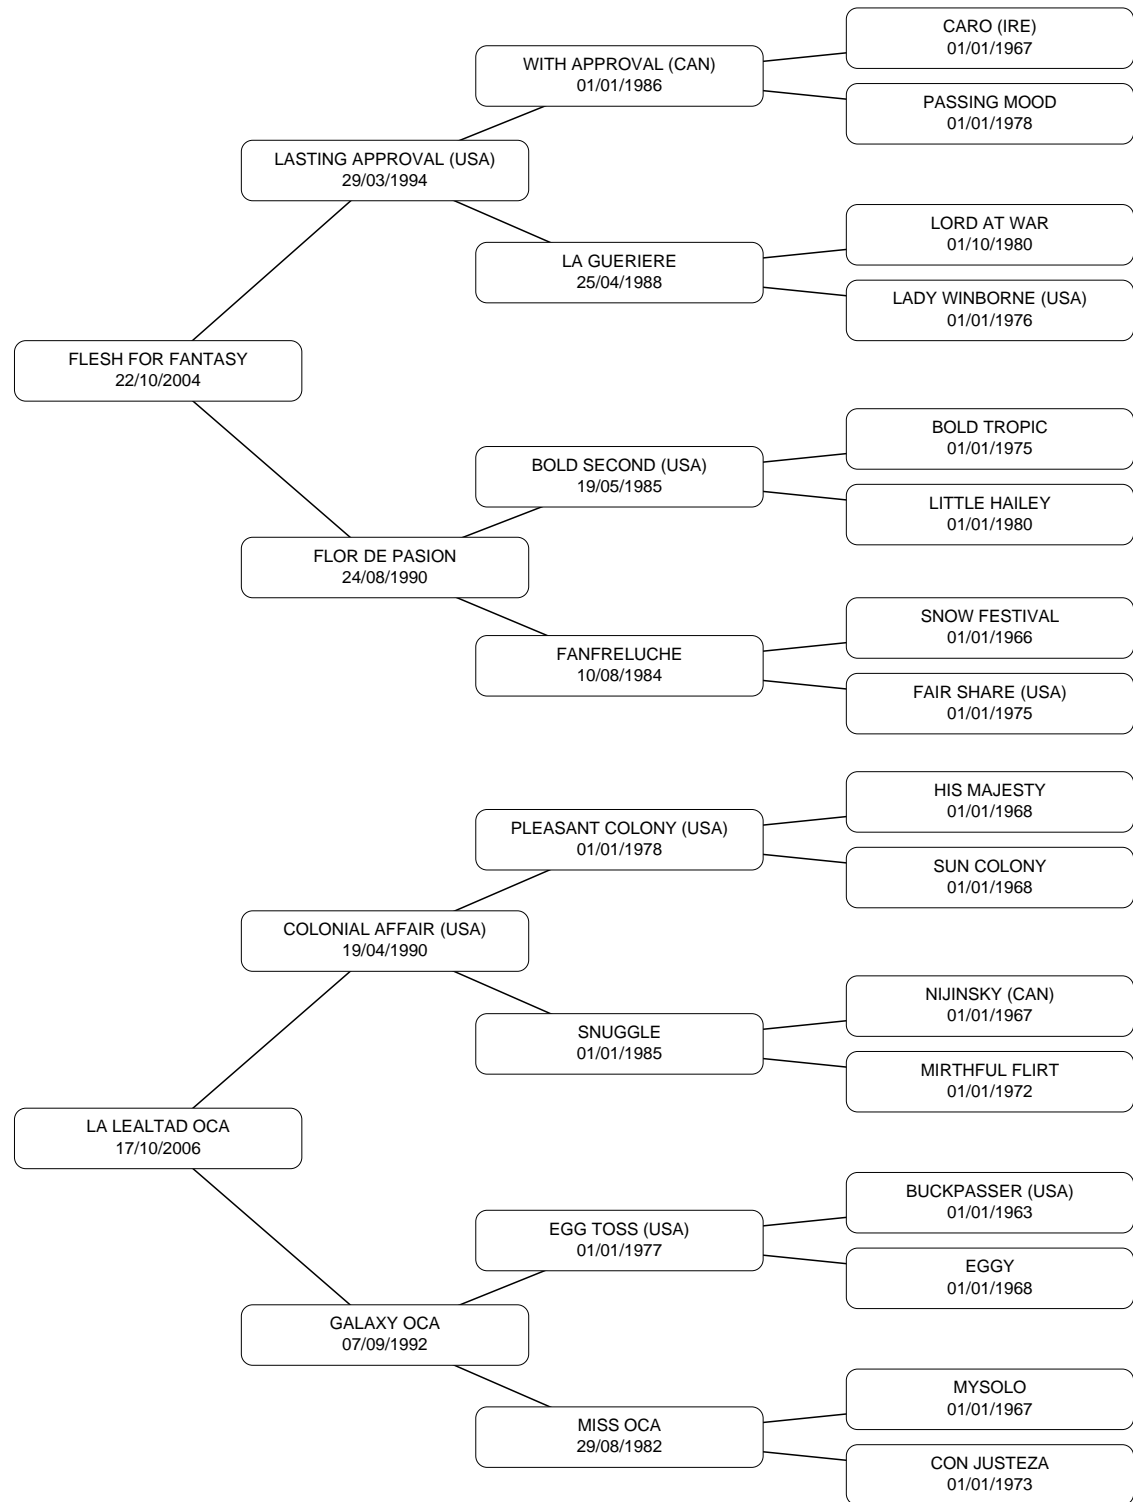 CARO (IRE)
01/01/1967
WITH APPROVAL (CAN)
01/01/1986
PASSING MOOD
01/01/1978
LASTING APPROVAL (USA)
29/03/1994
LORD AT WAR
01/10/1980
LA GUERIERE
25/04/1988
LADY WINBORNE (USA)
01/01/1976
FLESH FOR FANTASY
22/10/2004
BOLD TROPIC
01/01/1975
BOLD SECOND (USA)
19/05/1985
LITTLE HAILEY
01/01/1980
FLOR DE PASION
24/08/1990
SNOW FESTIVAL
01/01/1966
FANFRELUCHE
10/08/1984
FAIR SHARE (USA)
01/01/1975
HIS MAJESTY
01/01/1968
PLEASANT COLONY (USA)
01/01/1978
SUN COLONY
01/01/1968
COLONIAL AFFAIR (USA)
19/04/1990
NIJINSKY (CAN)
01/01/1967
SNUGGLE
01/01/1985
MIRTHFUL FLIRT
01/01/1972
LA LEALTAD OCA
17/10/2006
BUCKPASSER (USA)
01/01/1963
EGG TOSS (USA)
01/01/1977
EGGY
01/01/1968
GALAXY OCA
07/09/1992
MYSOLO
01/01/1967
MISS OCA
29/08/1982
CON JUSTEZA
01/01/1973